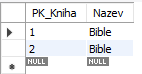 PK_Kniha Nazev
1 Bible
2 Bible
NULL NULL